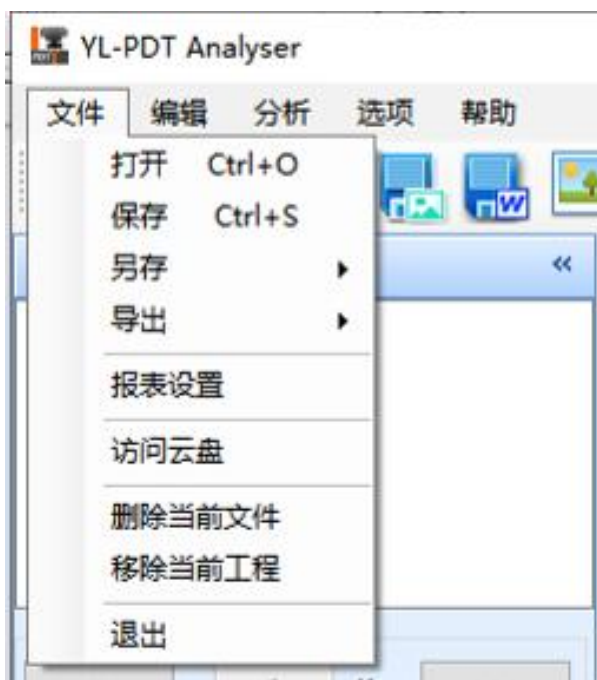 YL-PDT Analyser
文件 编辑 分析 选项 帮助
打开 Ctrl+O
保存 Ctrl+S
另存
导出
报表设置
访问云盘
删除当前文件
移除当前工程
退出
W